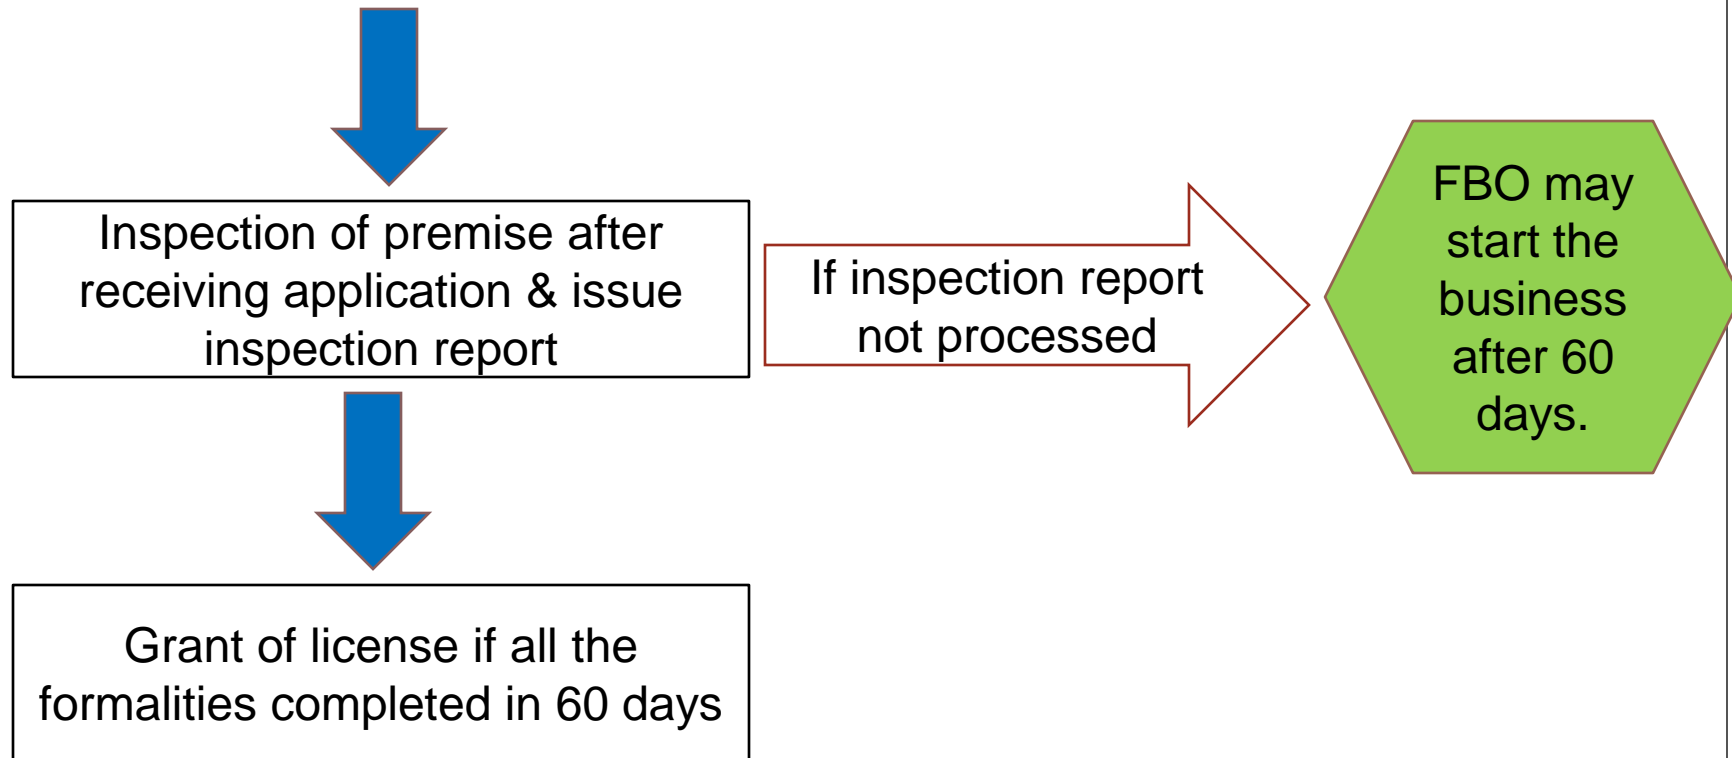 Inspection of premise after
receiving application & issue
inspection report
If inspection report
not processed
FBO may
start the
business
after 60
days.
Grant of license if all the
formalities completed in 60 days